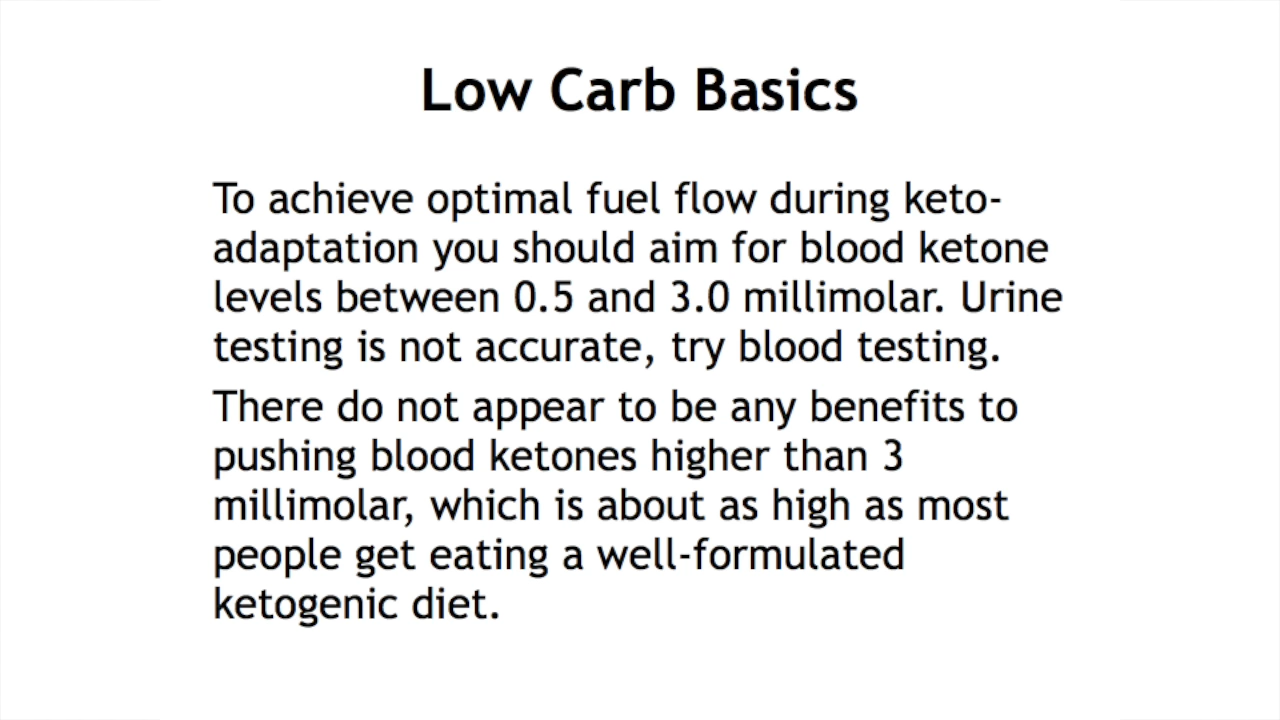 Low Carb Basics
To achieve optimal fuel flow during keto-
adaptation you should aim for blood ketone
levels between 0.5 and 3.0 millimolar. Urine
testing is not accurate, try blood testing.
There do not appear to be any benefits to
pushing blood ketones higher than 3
millimolar, which is about as high as most
people get eating a well-formulated
ketogenic diet.